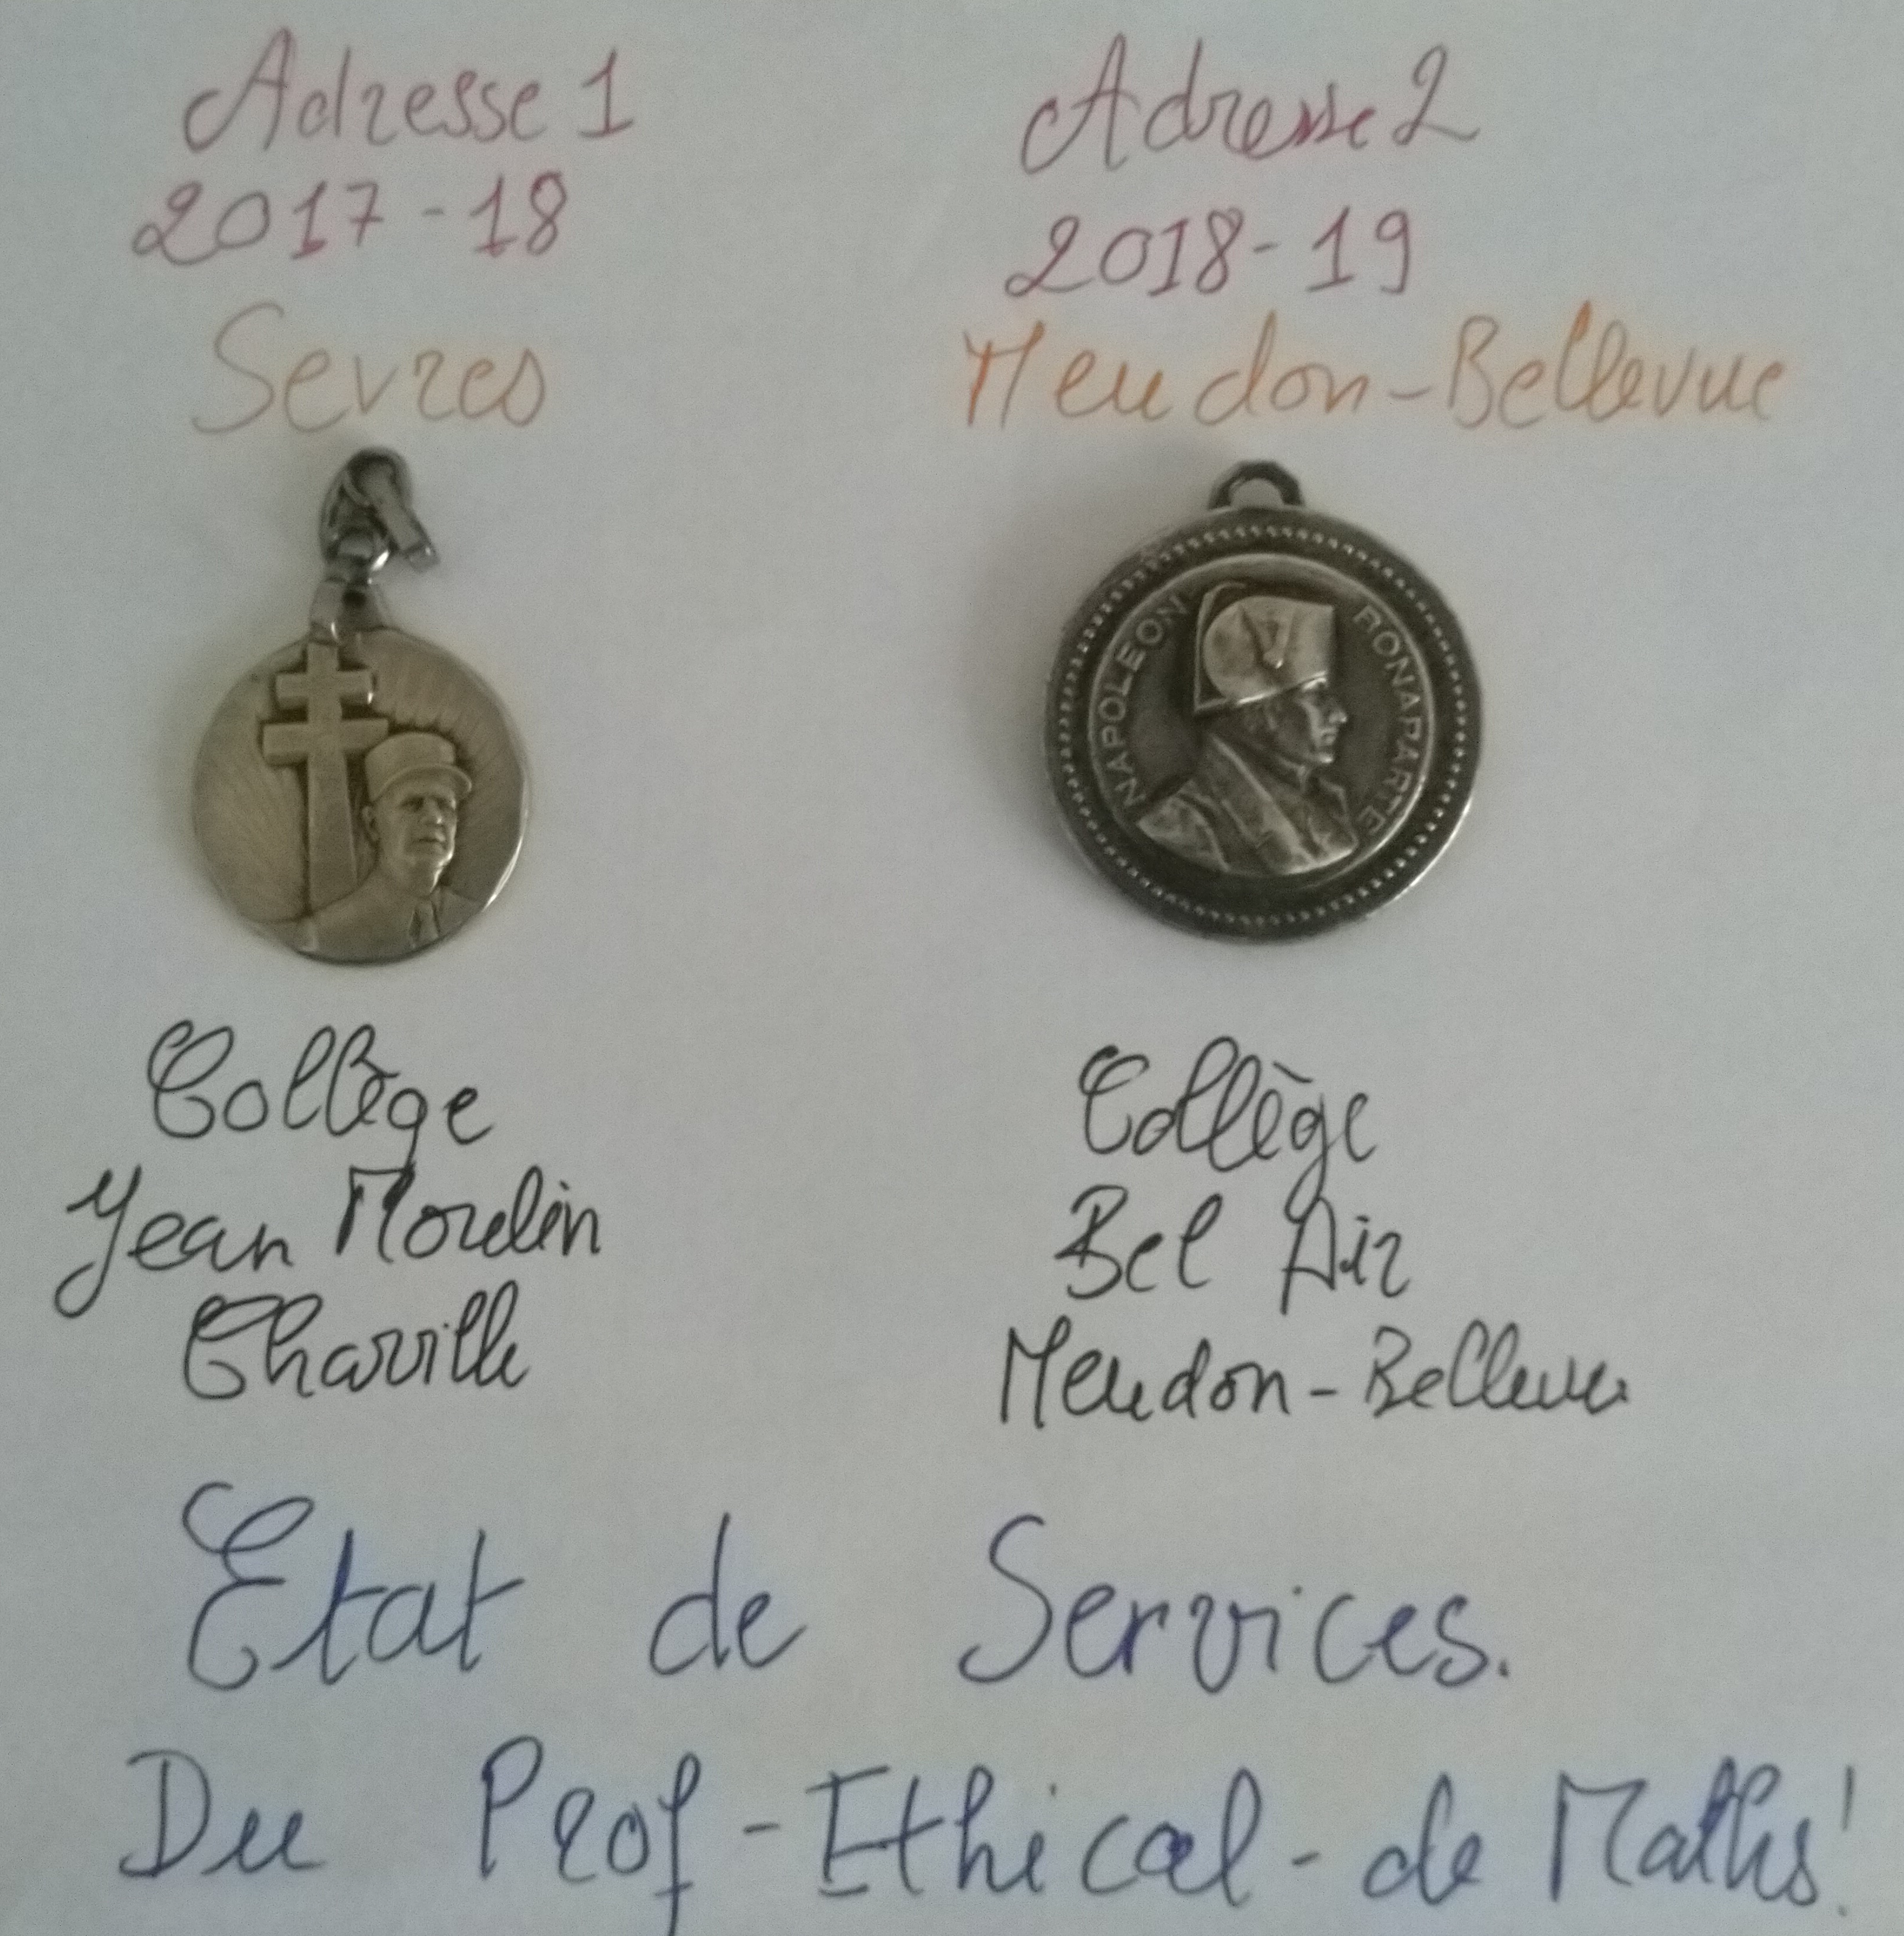 Adresse 1
2017-18
Sevres
Collège
Jean Moulin
Chaville
Adresse 2
2018-19
Meudon-Bellevue
NAPOLEON BONAPARTE
Collège
Bel Air
Meudon-Bellevue
Etat de Services.
Du Prof-Ethical-de Maths!